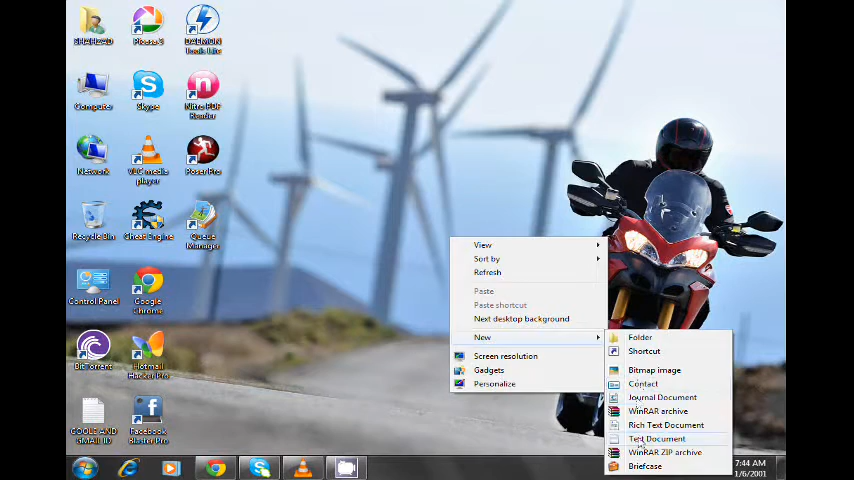 SHAHZAD
Picasa 3
DAEMON Tools Lite
Computer
Skype
Nitro PDF Reader
Network
VLC media player
Poser Pro
Recycle Bin
Cheat Engine
Queue Manager
Control Panel
Google Chrome
BitTorrent
Hotmail Hacker Pro
COOLE AND GMAIL ID
Facebook Blaster Pro
View
Sort by
Refresh
Paste
Paste shortcut
Next desktop background
New
Screen resolution
Gadgets
Personalize
Folder
Shortcut
Bitmap image
Contact
Journal Document
WinRAR archive
Rich Text Document
Text Document
WinRAR ZIP archive
Briefcase
7:44 AM
1/6/2001